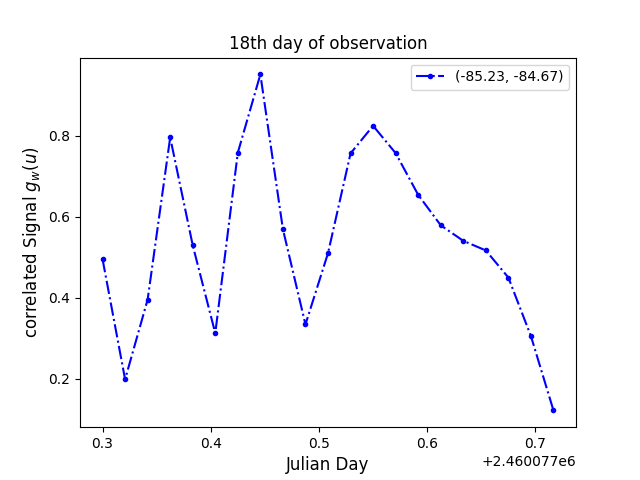 18th day of observation
(-85.23, -84.67)
correlated Signal g_w(u)
0.8
0.6
0.4
0.2
0.3 0.4 0.5 0.6 0.7
Julian Day
+2.460077e6